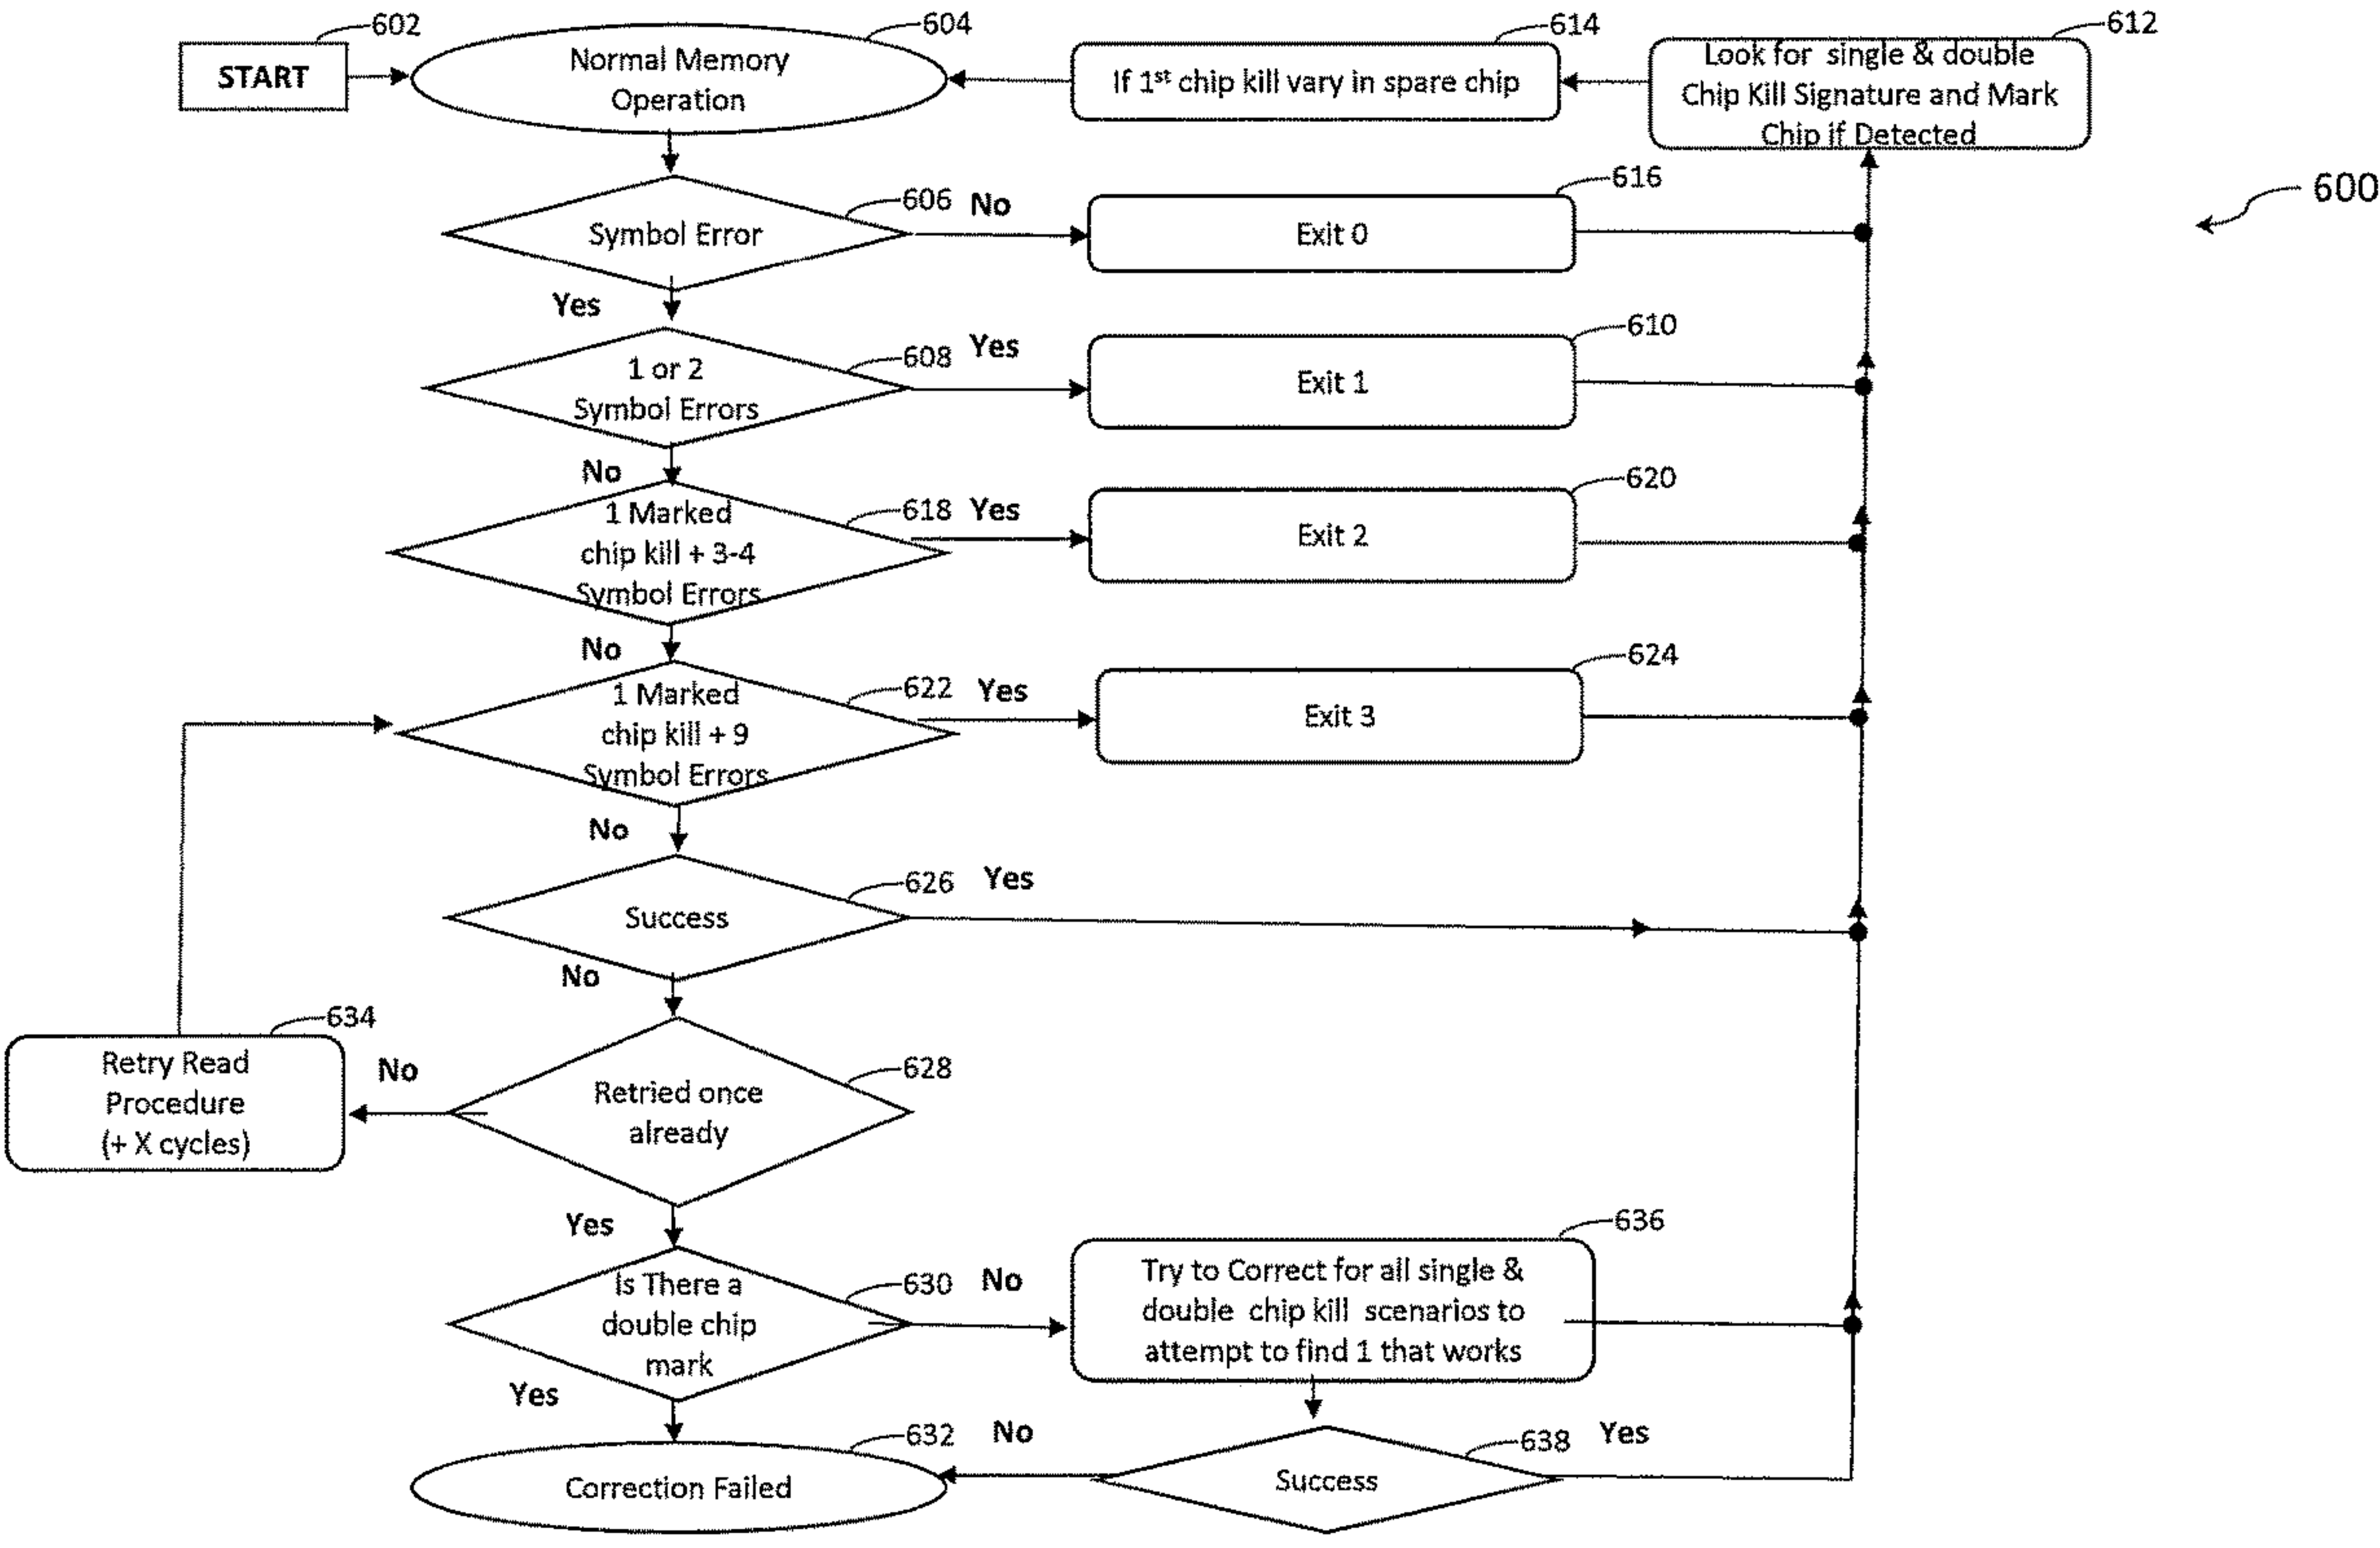 602
604
614
612
START
Normal Memory
Operation
If 1st chip kill vary in spare chip
Look for single & double
Chip Kill Signature and Mark
Chip if Detected
600
606
No
616
Symbol Error
Exit 0
Yes
608
Yes
610
1 or 2
Symbol Errors
Exit 1
No
618
Yes
620
1 Marked
chip kill + 3-4
Symbol Errors
Exit 2
No
622
Yes
624
1 Marked
chip kill + 9
Symbol Errors
Exit 3
No
626
Yes
Success
No
634
628
Retry Read
Procedure
(+ X cycles)
No
Retried once
already
Yes
630
No
636
Is There a
double chip
mark
Try to Correct for all single &
double chip kill scenarios to
attempt to find 1 that works
Yes
632
No
638
Yes
Correction Failed
Success